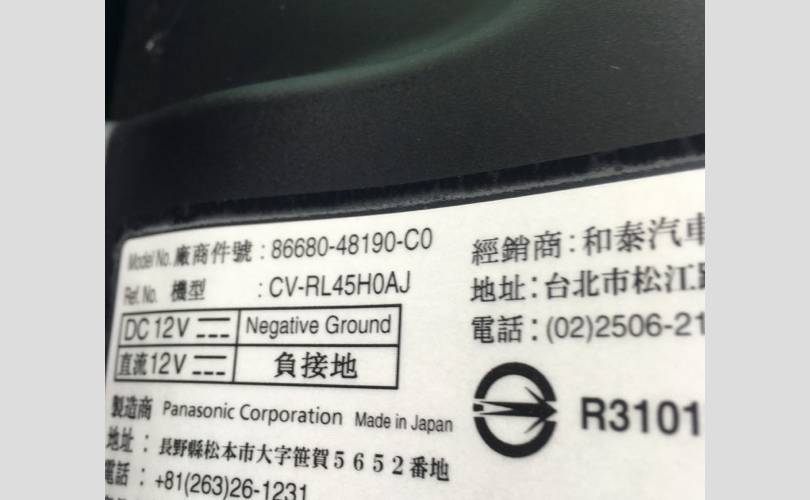 Model No. 廠商件號 : 86680-48190-C0
Ref. No. 機型 : CV-RL45H0AJ
DC 12V Negative Ground
直流12V 負接地
製造商 Panasonic Corporation Made in Japan
地址 : 長野縣松本市大字笹賀5652番地
電話 : +81(263)26-1231
經銷商 : 和泰汽車
地址 : 台北市松江
電話 : (02)2506-21
R3101